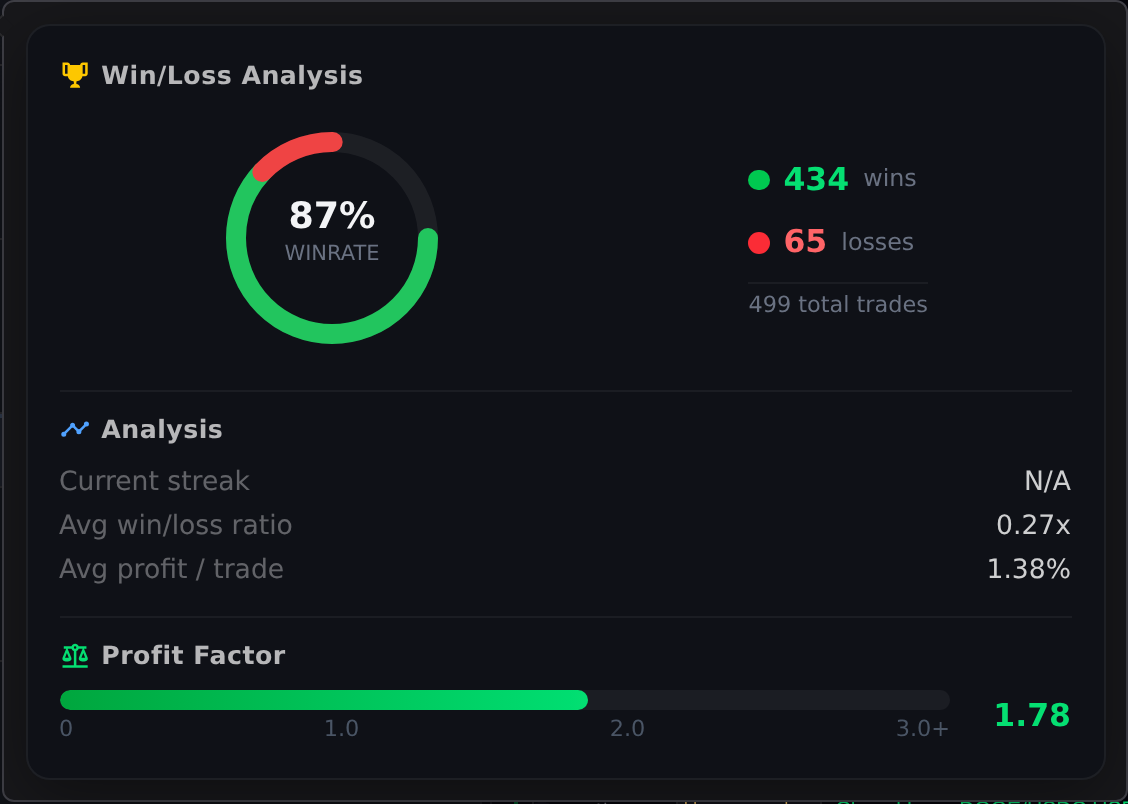 Win/Loss Analysis
87%
WINRATE
434 wins
65 losses
499 total trades
Analysis
Current streak N/A
Avg win/loss ratio 0.27x
Avg profit / trade 1.38%
Profit Factor
0 1.0 2.0 3.0+
1.78